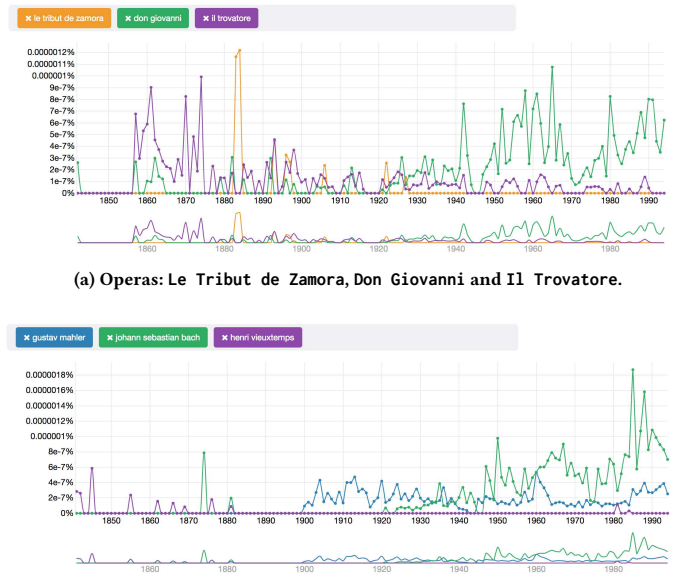 × le tribut de zamora × don giovanni × il trovatore
0.0000012%
0.0000011%
0.000001%
9e-7%
8e-7%
7e-7%
6e-7%
5e-7%
4e-7%
3e-7%
2e-7%
1e-7%
0%
1850 1860 1870 1880 1890 1900 1910 1920 1930 1940 1950 1960 1970 1980 1990
1860 1880 1900 1920 1940 1960 1980
(a) Operas: Le Tribut de Zamora, Don Giovanni and Il Trovatore.
× gustav mahler × johann sebastian bach × henri vieuxtemps
0.0000018%
0.0000016%
0.0000014%
0.0000012%
0.000001%
8e-7%
6e-7%
4e-7%
2e-7%
0%
1850 1860 1870 1880 1890 1900 1910 1920 1930 1940 1950 1960 1970 1980 1990
1860 1880 1900 1920 1940 1960 1980